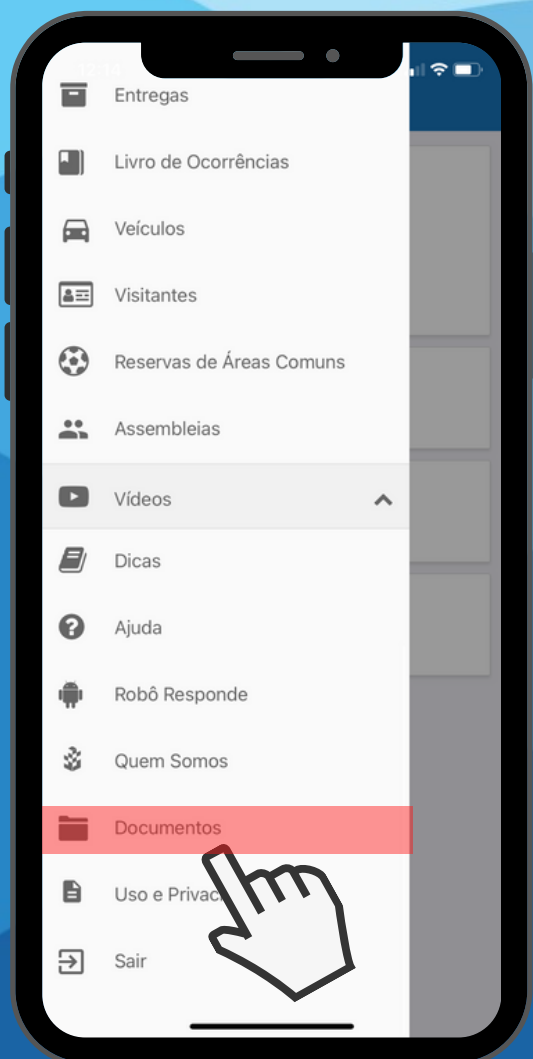 Entregas
Livro de Ocorrências
Veículos
Visitantes
Reservas de Áreas Comuns
Assembleias
Vídeos
Dicas
Ajuda
Robô Responde
Quem Somos
Documentos
Uso e
Sair